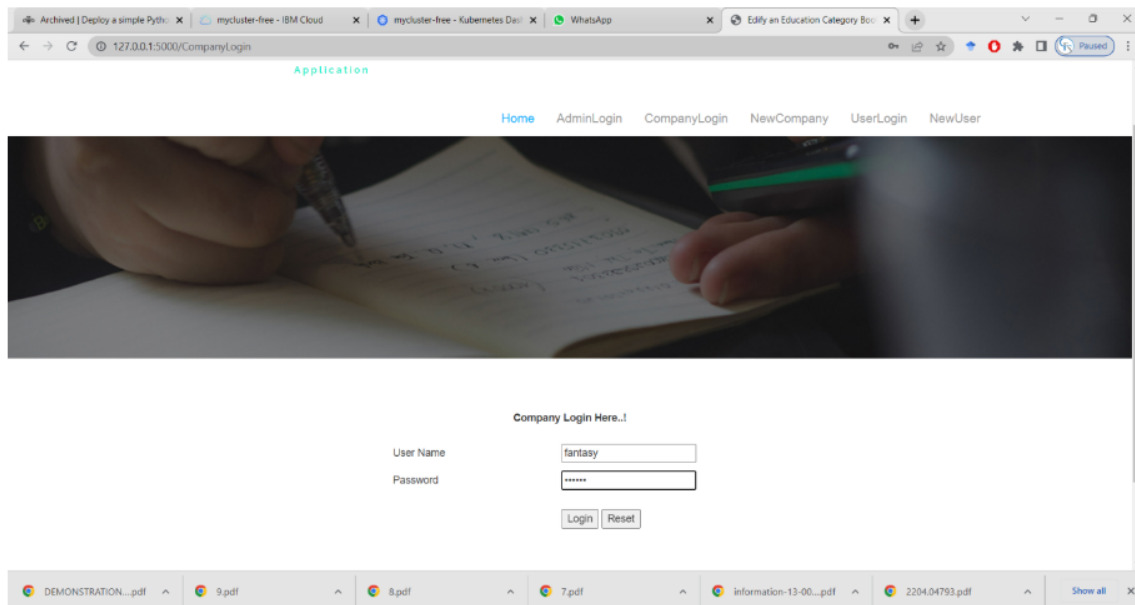 Archived | Deploy a simple Pytho
mycluster-free - IBM Cloud
mycluster-free - Kubernetes Das
WhatsApp
Edify an Education Category Boo
127.0.0.1:5000/CompanyLogin
Paused
Application
Home AdminLogin CompanyLogin NewCompany UserLogin NewUser
Company Login Here..!
User Name fantasy
Password ••••••
Login Reset
DEMONSTRATION....pdf 9.pdf 8.pdf 7.pdf information-13-00....pdf 2204.04793.pdf Show all